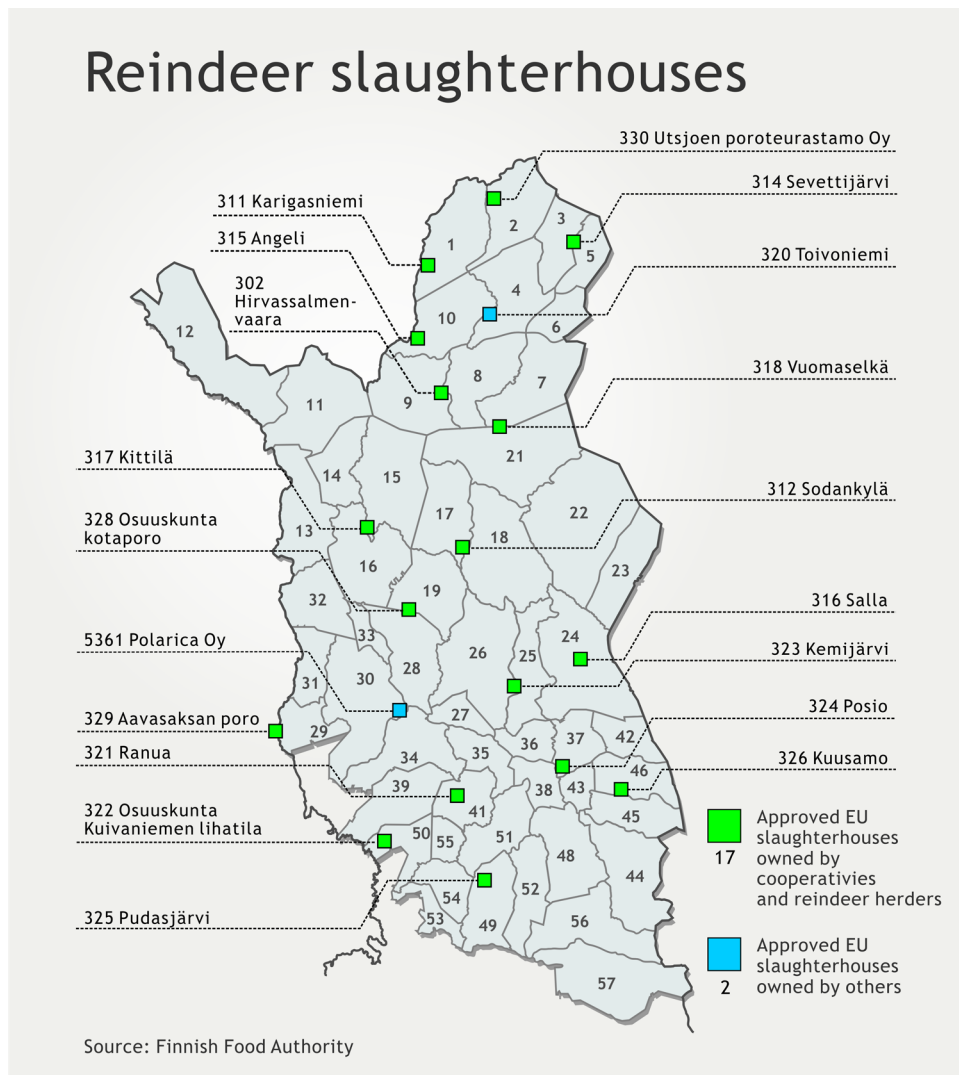 Reindeer slaughterhouses
330 Utsjoen poroteurastamo Oy
314 Sevettijärvi
320 Toivoniemi
318 Vuomaselkä
312 Sodankylä
316 Salla
323 Kemijärvi
324 Posio
326 Kuusamo
311 Karigasniemi
315 Angeli
302
Hirvassalmen-
vaara
317 Kittilä
328 Osuuskunta
kotaporo
5361 Polarica Oy
329 Aavasaksan poro
321 Ranua
322 Osuuskunta
Kuivaniemen lihatila
325 Pudasjärvi
1
2
3
4
5
6
7
8
9
10
11
12
13
14
15
16
17
18
19
21
22
23
24
25
26
27
28
29
30
31
32
33
34
35
36
37
38
39
41
42
43
44
45
46
48
49
50
51
52
53
54
55
56
57
Approved EU
slaughterhouses
17
owned by
cooperativies
and reindeer herders
Approved EU
slaughterhouses
2
owned by others
Source: Finnish Food Authority